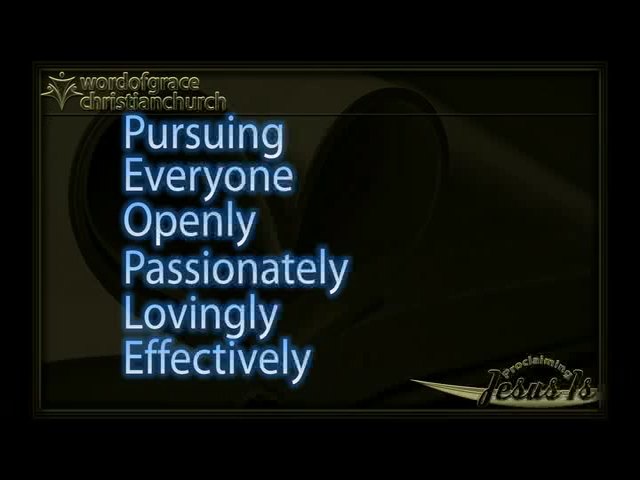 wordofgrace
christianchurch
Pursuing
Everyone
Openly
Passionately
Lovingly
Effectively
Proclaiming
Jesus Is